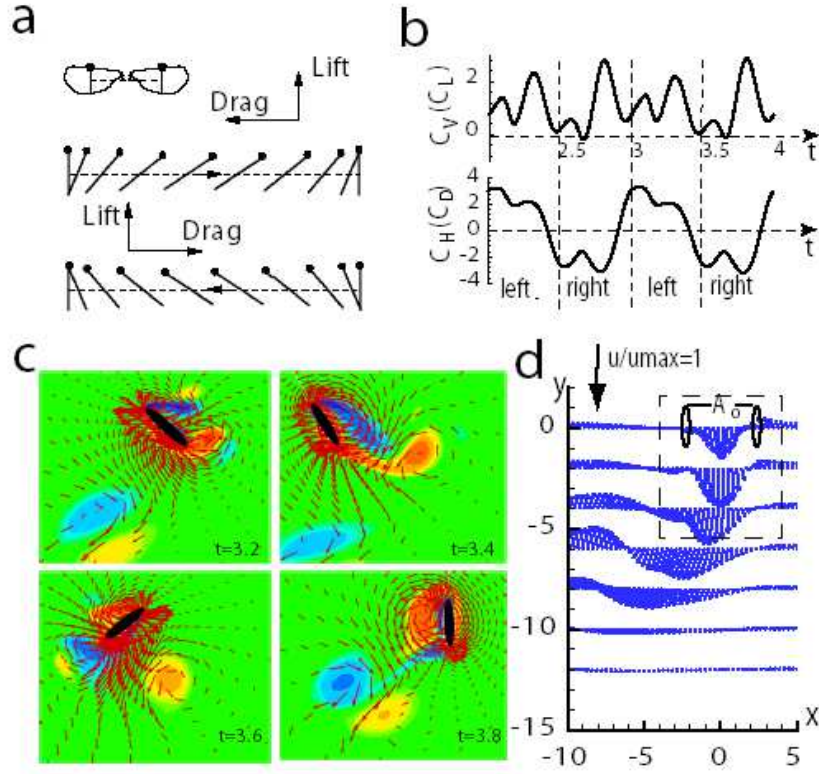 a
Lift
Drag
Lift
Drag
b
C_V(C_L)
2
0
2.5
3
3.5
4
t
C_H(C_D)
4
2
0
-2
-4
t
left .
right
left
right
c
t=3.2
t=3.4
t=3.6
t=3.8
d
u/umax=1
y
A_o
0
-5
-10
-15
-10
-5
0
5
X